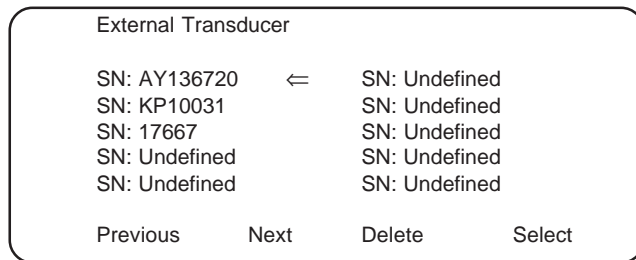 External Transducer
SN: AY136720 ⇐ SN: Undefined
SN: KP10031 SN: Undefined
SN: 17667 SN: Undefined
SN: Undefined SN: Undefined
SN: Undefined SN: Undefined
Previous Next Delete Select